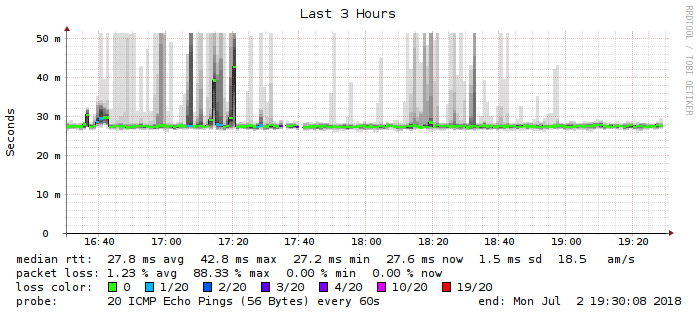 Last 3 Hours
RRDTOOL / TOBI OETIKER
Seconds
50 m
40 m
30 m
20 m
10 m
0
16:40 17:00 17:20 17:40 18:00 18:20 18:40 19:00 19:20
median rtt: 27.8 ms avg 42.8 ms max 27.2 ms min 27.6 ms now 1.5 ms sd 18.5 am/s
packet loss: 1.23 % avg 88.33 % max 0.00 % min 0.00 % now
loss color: 0 1/20 2/20 3/20 4/20 10/20 19/20
probe: 20 ICMP Echo Pings (56 Bytes) every 60s end: Mon Jul 2 19:30:08 2018